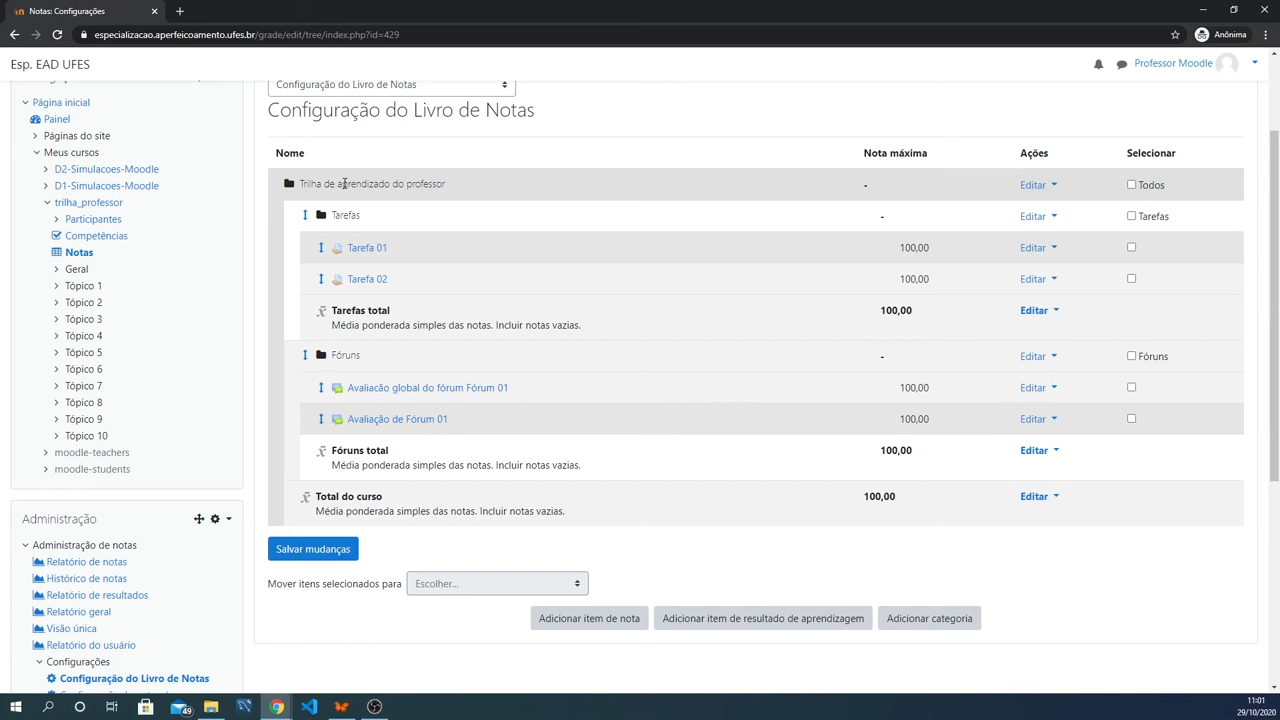 Notas: Configurações
especializacao.aperfeicoamento.ufes.br/grade/edit/tree/index.php?id=429
Anônima
Esp. EAD UFES
Professor Moodle
Página inicial
Painel
Páginas do site
Meus cursos
D2-Simulacoes-Moodle
D1-Simulacoes-Moodle
trilha_professor
Participantes
Competências
Notas
Geral
Tópico 1
Tópico 2
Tópico 3
Tópico 4
Tópico 5
Tópico 6
Tópico 7
Tópico 8
Tópico 9
Tópico 10
moodle-teachers
moodle-students
Administração
Administração de notas
Relatório de notas
Histórico de notas
Relatório de resultados
Relatório geral
Visão única
Relatório do usuário
Configurações
Configuração do Livro de Notas
Configuração do Livro de Notas
Configuração do Livro de Notas
Nome Nota máxima Ações Selecionar
Trilha de aprendizado do professor - Editar Todos
Tarefas - Editar Tarefas
Tarefa 01 100,00 Editar
Tarefa 02 100,00 Editar
Tarefas total 100,00 Editar
Média ponderada simples das notas. Incluir notas vazias.
Fóruns - Editar Fóruns
Avaliacão global do fórum Fórum 01 100,00 Editar
Avaliação de Fórum 01 100,00 Editar
Fóruns total 100,00 Editar
Média ponderada simples das notas. Incluir notas vazias.
Total do curso 100,00 Editar
Média ponderada simples das notas. Incluir notas vazias.
Salvar mudanças
Mover itens selecionados para Escolher...
Adicionar item de nota Adicionar item de resultado de aprendizagem Adicionar categoria
49
11:01
29/10/2020